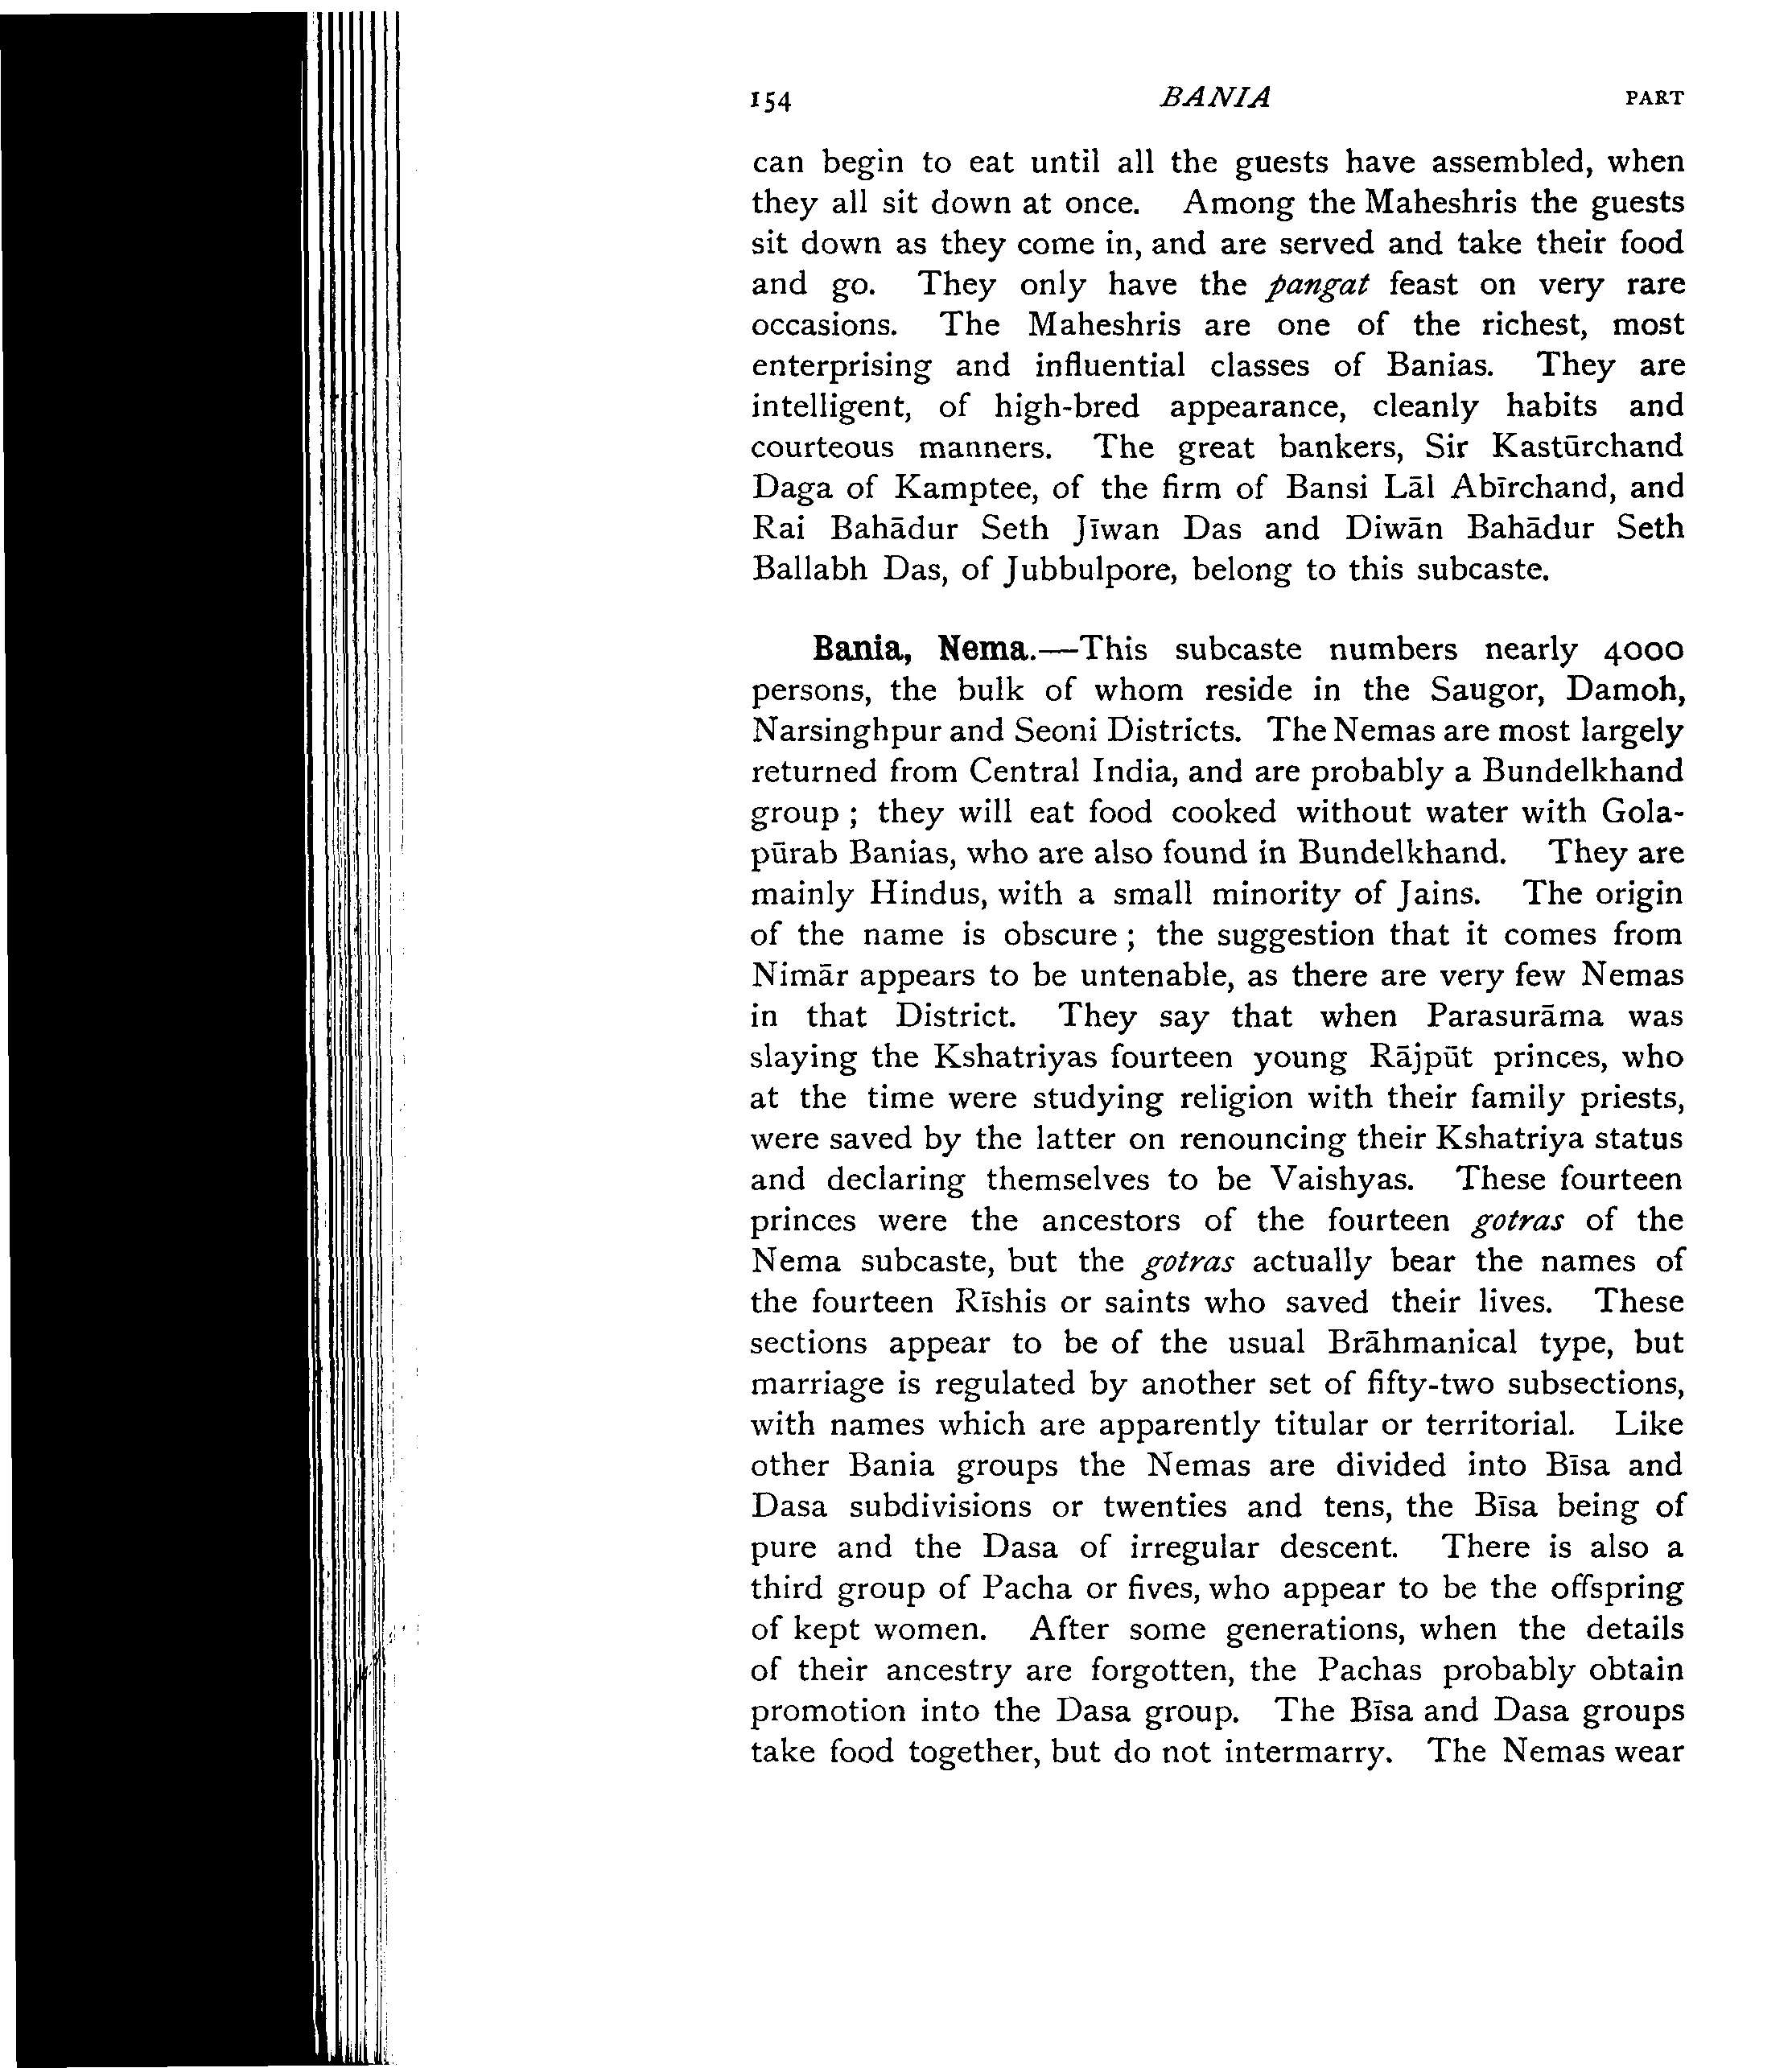 154 BANIA PART
can begin to eat until all the guests have assembled, when
they all sit down at once. Among the Maheshris the guests
sit down as they come in, and are served and take their food
and go. They only have the pangat feast on very rare
occasions. The Maheshris are one of the richest, most
enterprising and influential classes of Banias. They are
intelligent, of high-bred appearance, cleanly habits and
courteous manners. The great bankers, Sir Kastūrchand
Daga of Kamptee, of the firm of Bansi Lāl Abīrchand, and
Rai Bahādur Seth Jīwan Das and Diwān Bahādur Seth
Ballabh Das, of Jubbulpore, belong to this subcaste.
Bania, Nema.—This subcaste numbers nearly 4000
persons, the bulk of whom reside in the Saugor, Damoh,
Narsinghpur and Seoni Districts. The Nemas are most largely
returned from Central India, and are probably a Bundelkhand
group ; they will eat food cooked without water with Gola-
pūrab Banias, who are also found in Bundelkhand. They are
mainly Hindus, with a small minority of Jains. The origin
of the name is obscure ; the suggestion that it comes from
Nimār appears to be untenable, as there are very few Nemas
in that District. They say that when Parasurāma was
slaying the Kshatriyas fourteen young Rājpūt princes, who
at the time were studying religion with their family priests,
were saved by the latter on renouncing their Kshatriya status
and declaring themselves to be Vaishyas. These fourteen
princes were the ancestors of the fourteen gotras of the
Nema subcaste, but the gotras actually bear the names of
the fourteen Rīshis or saints who saved their lives. These
sections appear to be of the usual Brāhmanical type, but
marriage is regulated by another set of fifty-two subsections,
with names which are apparently titular or territorial. Like
other Bania groups the Nemas are divided into Bīsa and
Dasa subdivisions or twenties and tens, the Bīsa being of
pure and the Dasa of irregular descent. There is also a
third group of Pacha or fives, who appear to be the offspring
of kept women. After some generations, when the details
of their ancestry are forgotten, the Pachas probably obtain
promotion into the Dasa group. The Bīsa and Dasa groups
take food together, but do not intermarry. The Nemas wear